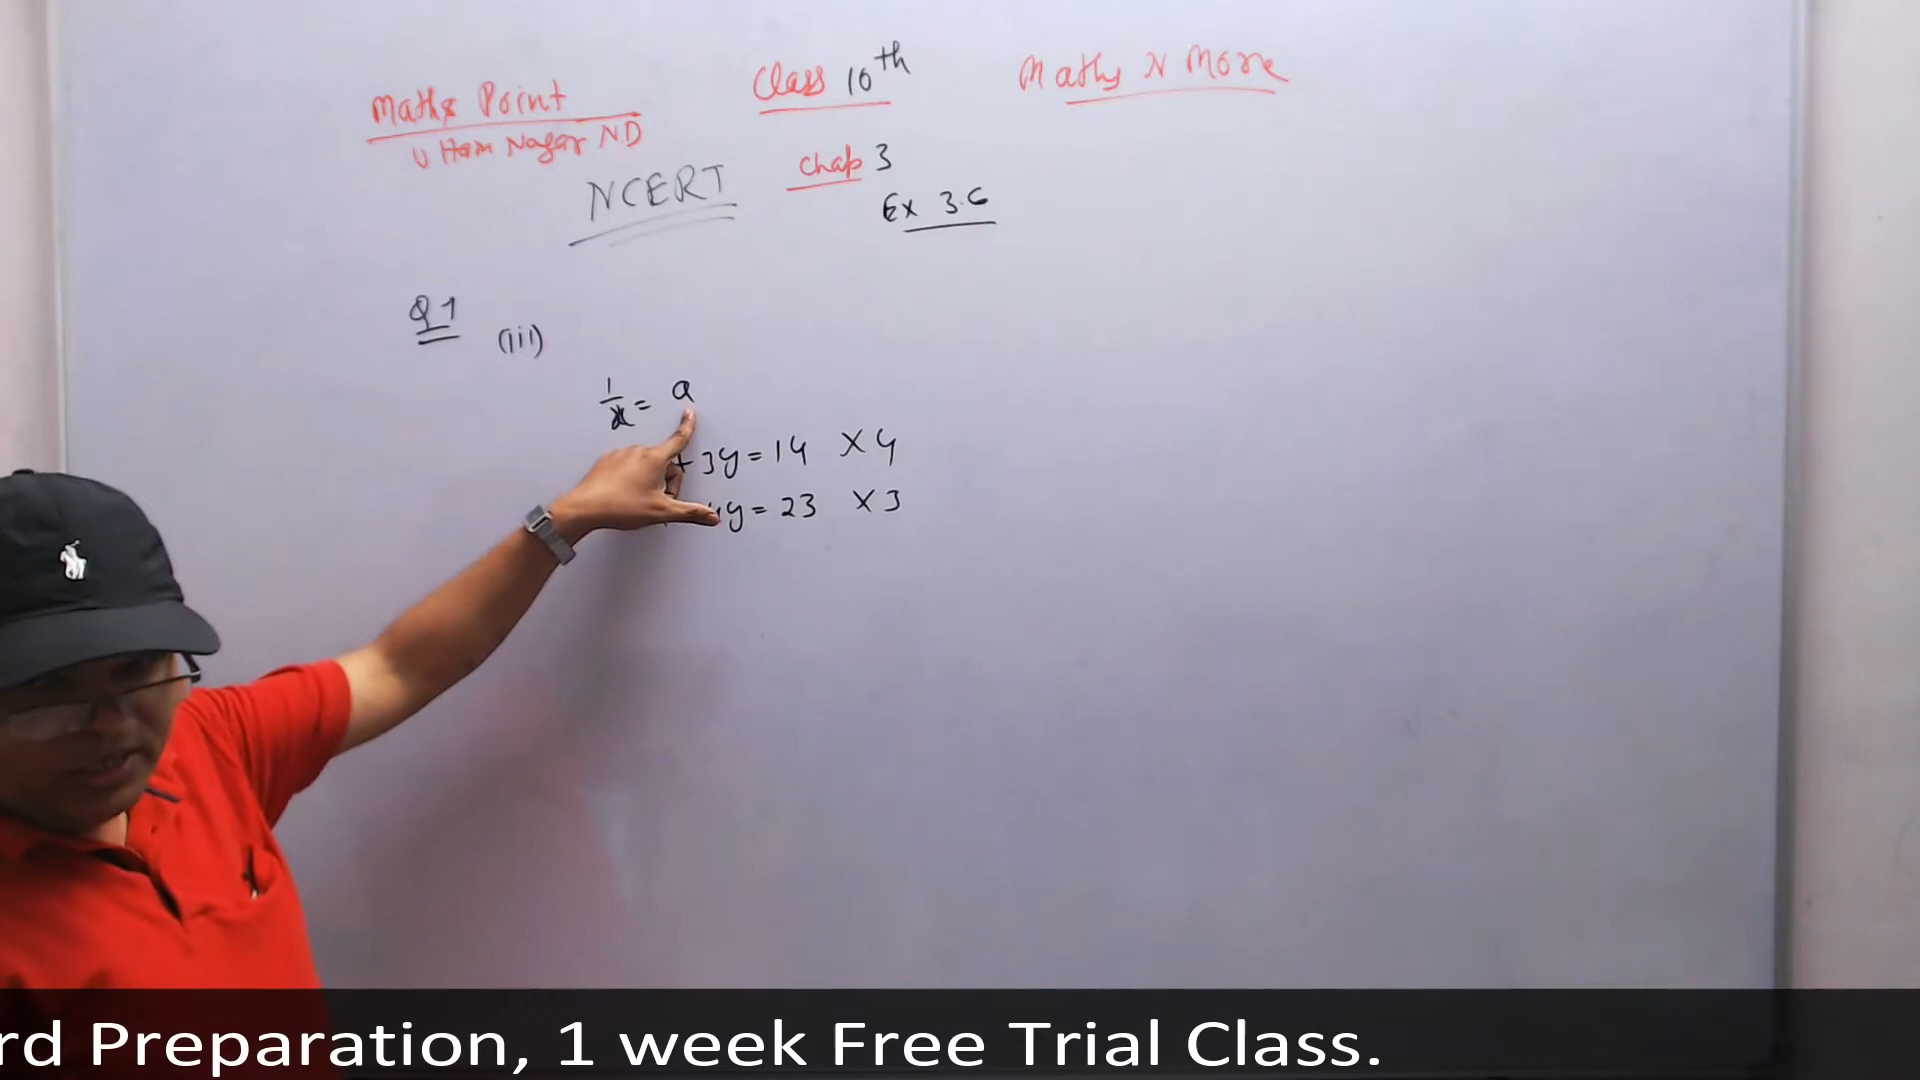 Maths Point
Uttam Nagar ND
Class 10th
Maths N More
NCERT
Chap 3
Ex 3.6
Q1
(iii)
1/x = a
+ 3y = 14 × 4
y = 23 × 3
rd Preparation, 1 week Free Trial Class.